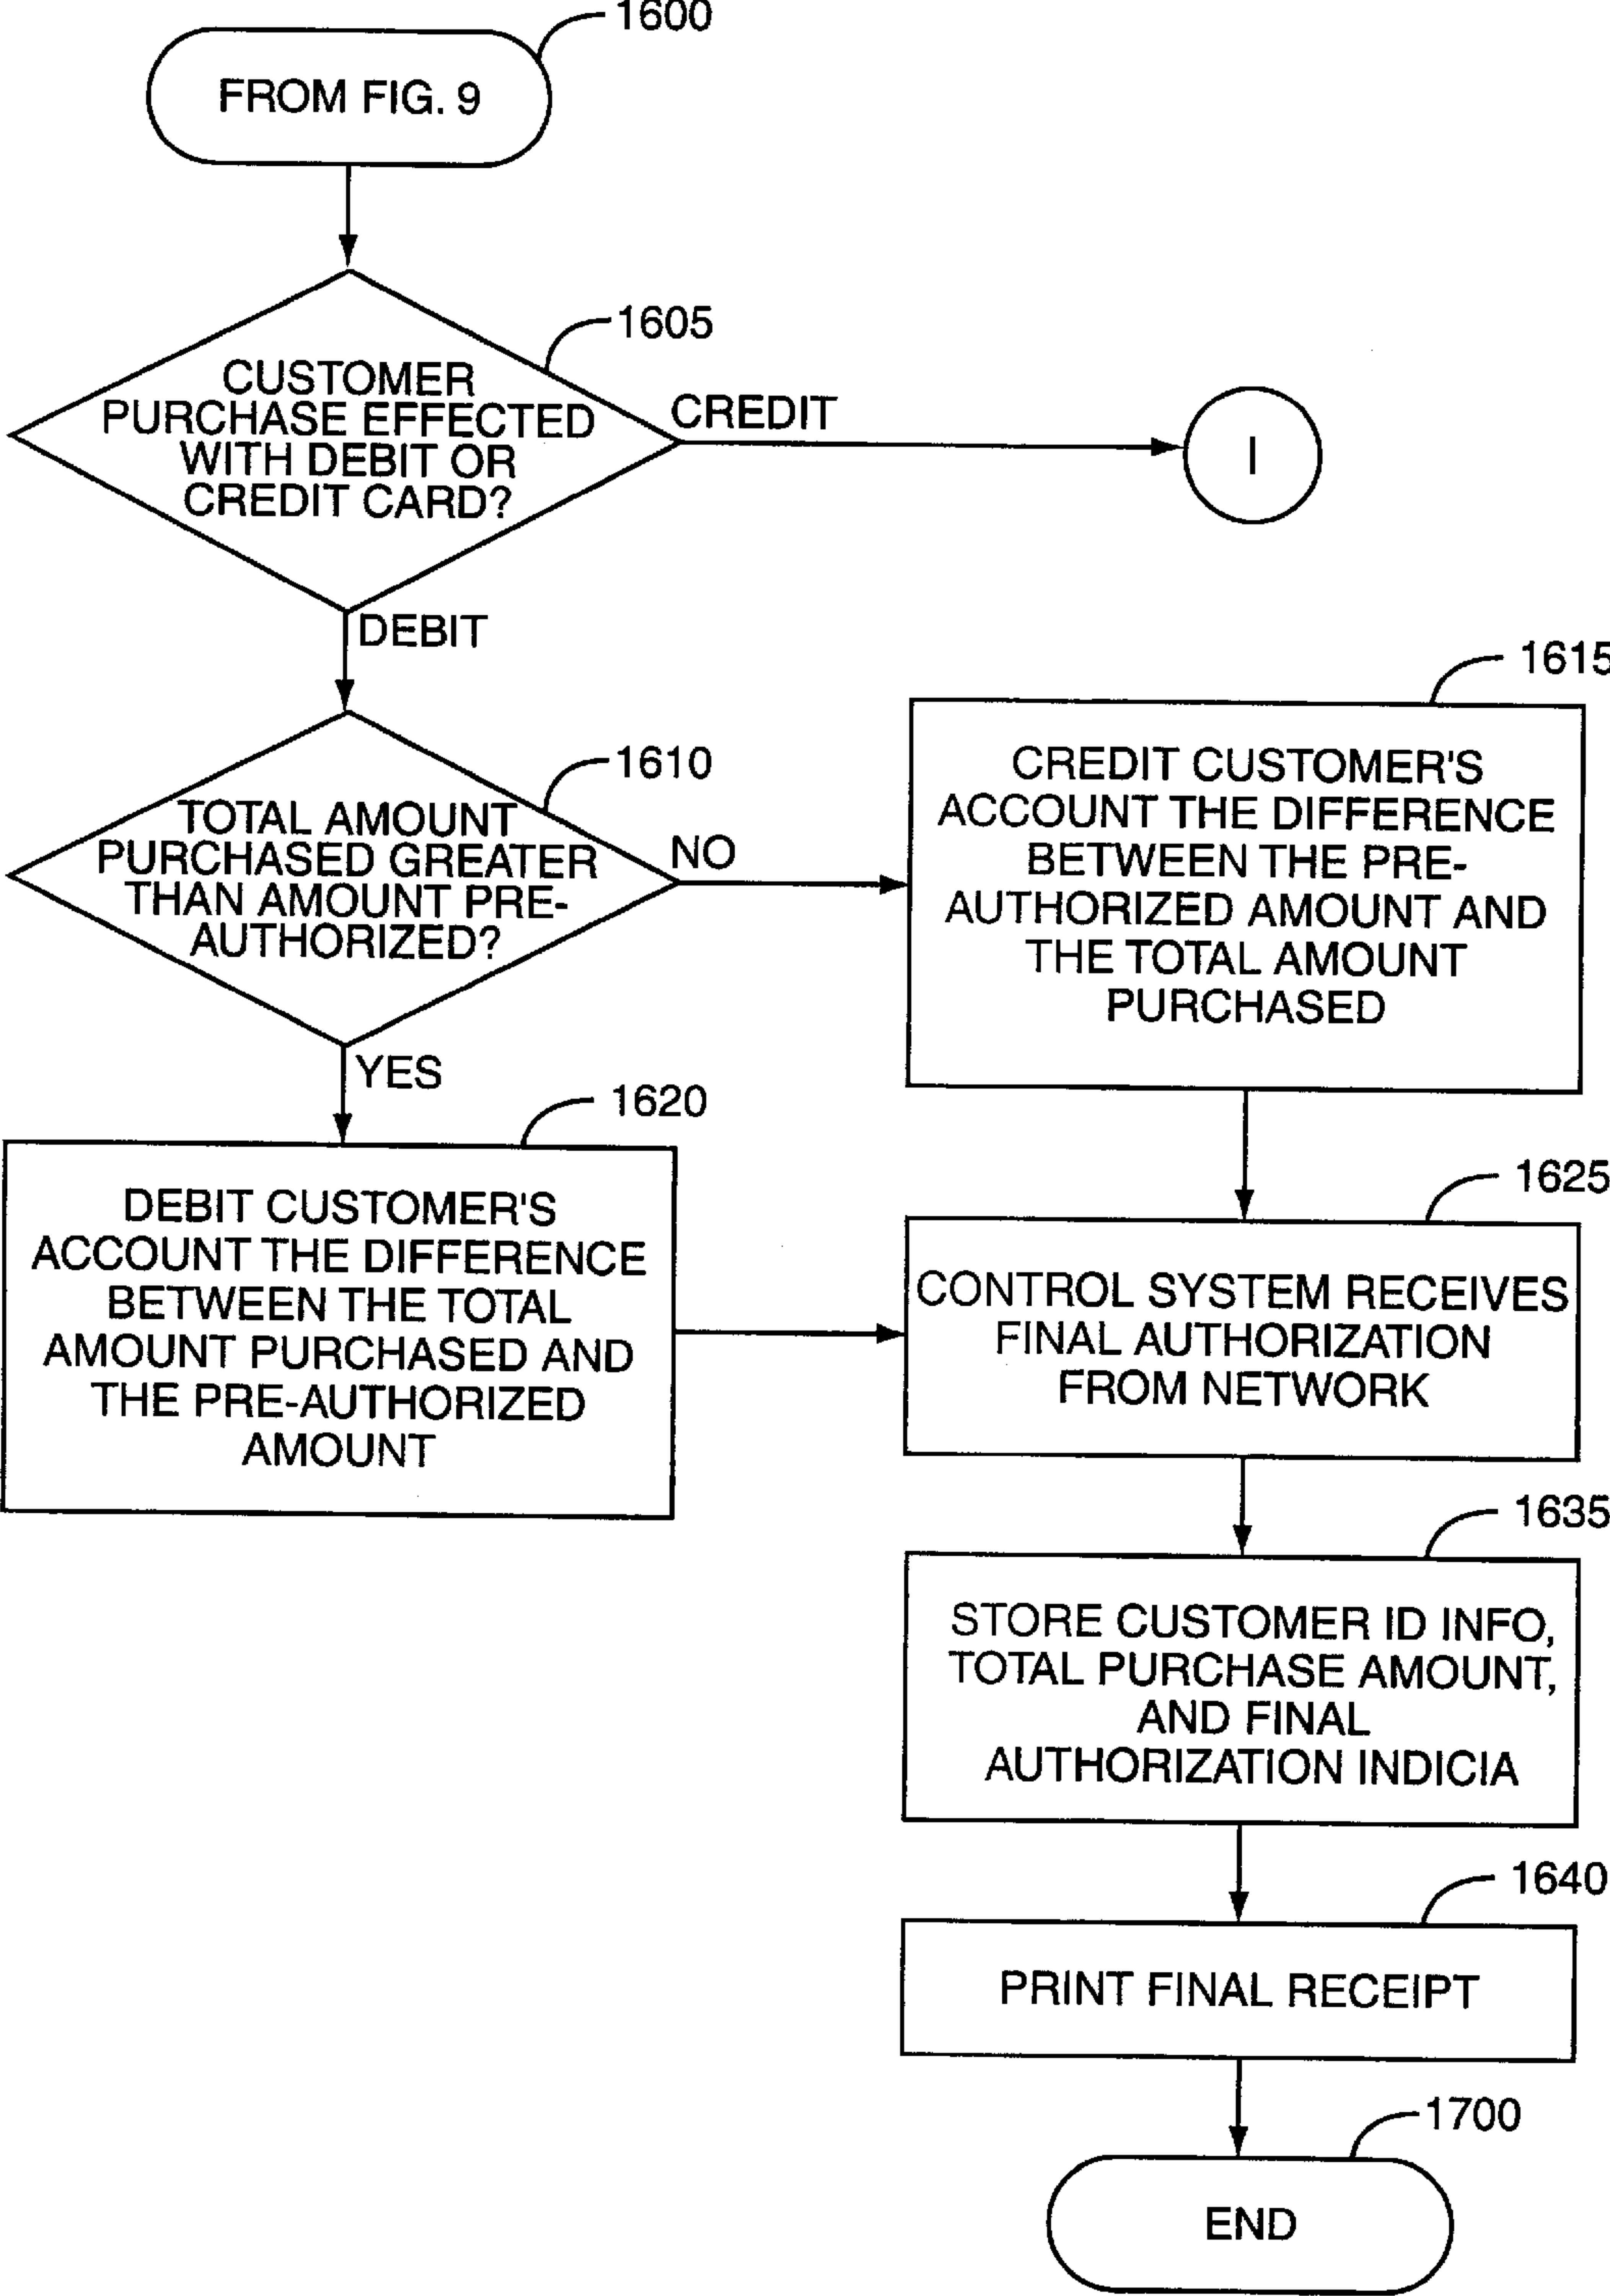 1600
FROM FIG. 9
1605
CUSTOMER
PURCHASE EFFECTED
WITH DEBIT OR
CREDIT CARD?
CREDIT
I
DEBIT
1610
TOTAL AMOUNT
PURCHASED GREATER
THAN AMOUNT PRE-
AUTHORIZED?
NO
1615
CREDIT CUSTOMER'S
ACCOUNT THE DIFFERENCE
BETWEEN THE PRE-
AUTHORIZED AMOUNT AND
THE TOTAL AMOUNT
PURCHASED
YES
1620
DEBIT CUSTOMER'S
ACCOUNT THE DIFFERENCE
BETWEEN THE TOTAL
AMOUNT PURCHASED AND
THE PRE-AUTHORIZED
AMOUNT
1625
CONTROL SYSTEM RECEIVES
FINAL AUTHORIZATION
FROM NETWORK
1635
STORE CUSTOMER ID INFO,
TOTAL PURCHASE AMOUNT,
AND FINAL
AUTHORIZATION INDICIA
1640
PRINT FINAL RECEIPT
1700
END